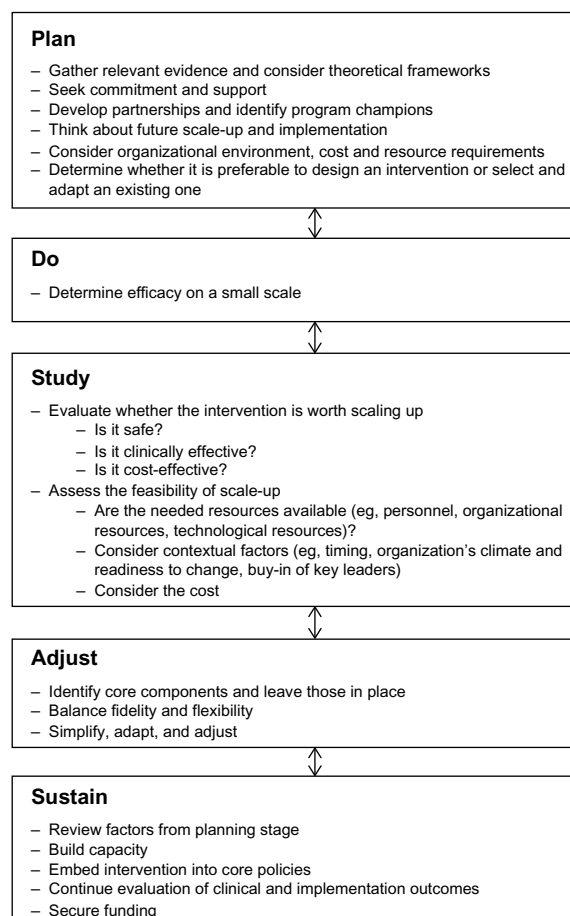 Plan
– Gather relevant evidence and consider theoretical frameworks
– Seek commitment and support
– Develop partnerships and identify program champions
– Think about future scale-up and implementation
– Consider organizational environment, cost and resource requirements
– Determine whether it is preferable to design an intervention or select and
adapt an existing one
Do
– Determine efficacy on a small scale
Study
– Evaluate whether the intervention is worth scaling up
– Is it safe?
– Is it clinically effective?
– Is it cost-effective?
– Assess the feasibility of scale-up
– Are the needed resources available (eg, personnel, organizational
resources, technological resources)?
– Consider contextual factors (eg, timing, organization's climate and
readiness to change, buy-in of key leaders)
– Consider the cost
Adjust
– Identify core components and leave those in place
– Balance fidelity and flexibility
– Simplify, adapt, and adjust
Sustain
– Review factors from planning stage
– Build capacity
– Embed intervention into core policies
– Continue evaluation of clinical and implementation outcomes
– Secure funding